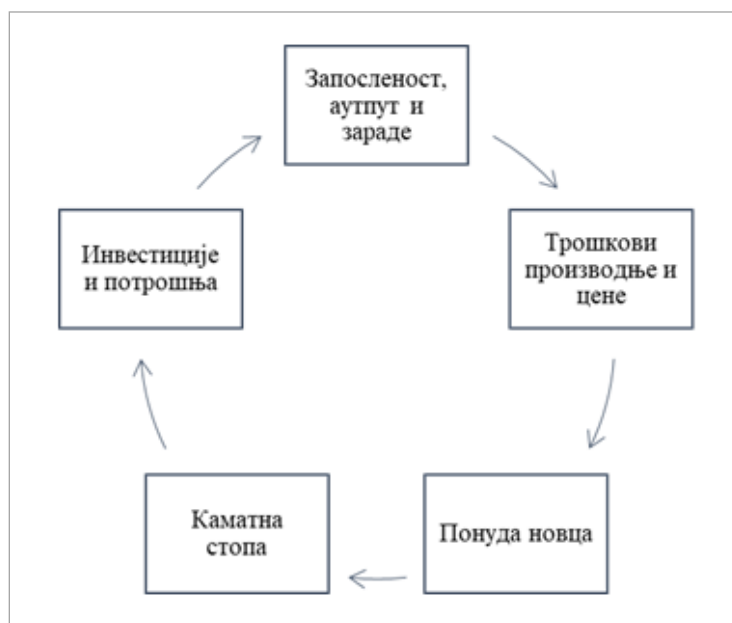 Запосленост,
аутпут и
зараде
Трошкови
производње и
цене
Понуда новца
Каматна
стопа
Инвестиције
и потрошња